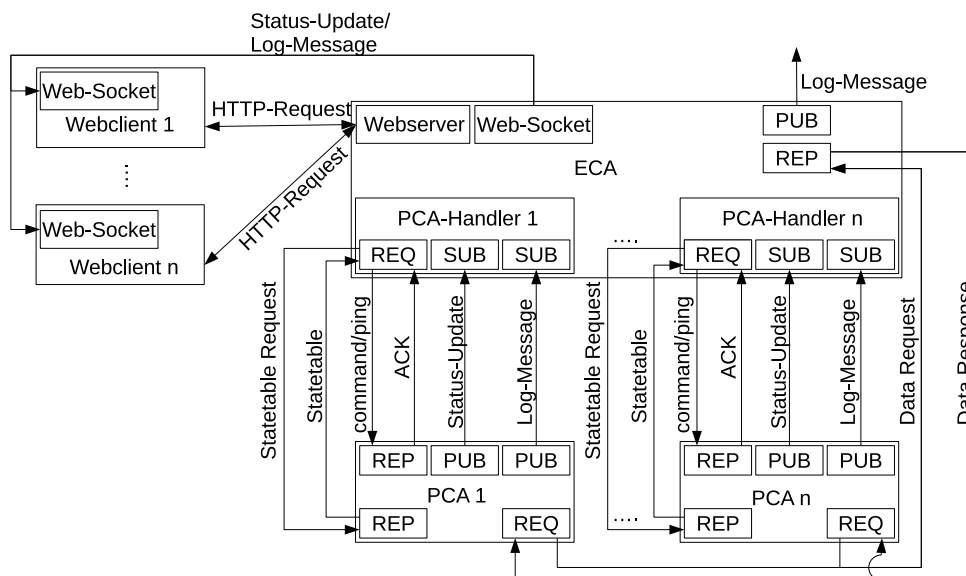 Status-Update/
Log-Message
Web-Socket
Webclient 1
HTTP-Request
....
Web-Socket
Webclient n
HTTP-Request
Webserver
Web-Socket
ECA
Log-Message
PUB
REP
PCA-Handler 1
REQ
SUB
SUB
....
PCA-Handler n
REQ
SUB
SUB
Statetable Request
Statetable
command/ping
ACK
Status-Update
Log-Message
Statetable Request
Statetable
command/ping
ACK
Status-Update
Log-Message
Data Request
Data Response
REP
PUB
PUB
PCA 1
REP
REQ
....
REP
PUB
PUB
PCA n
REP
REQ